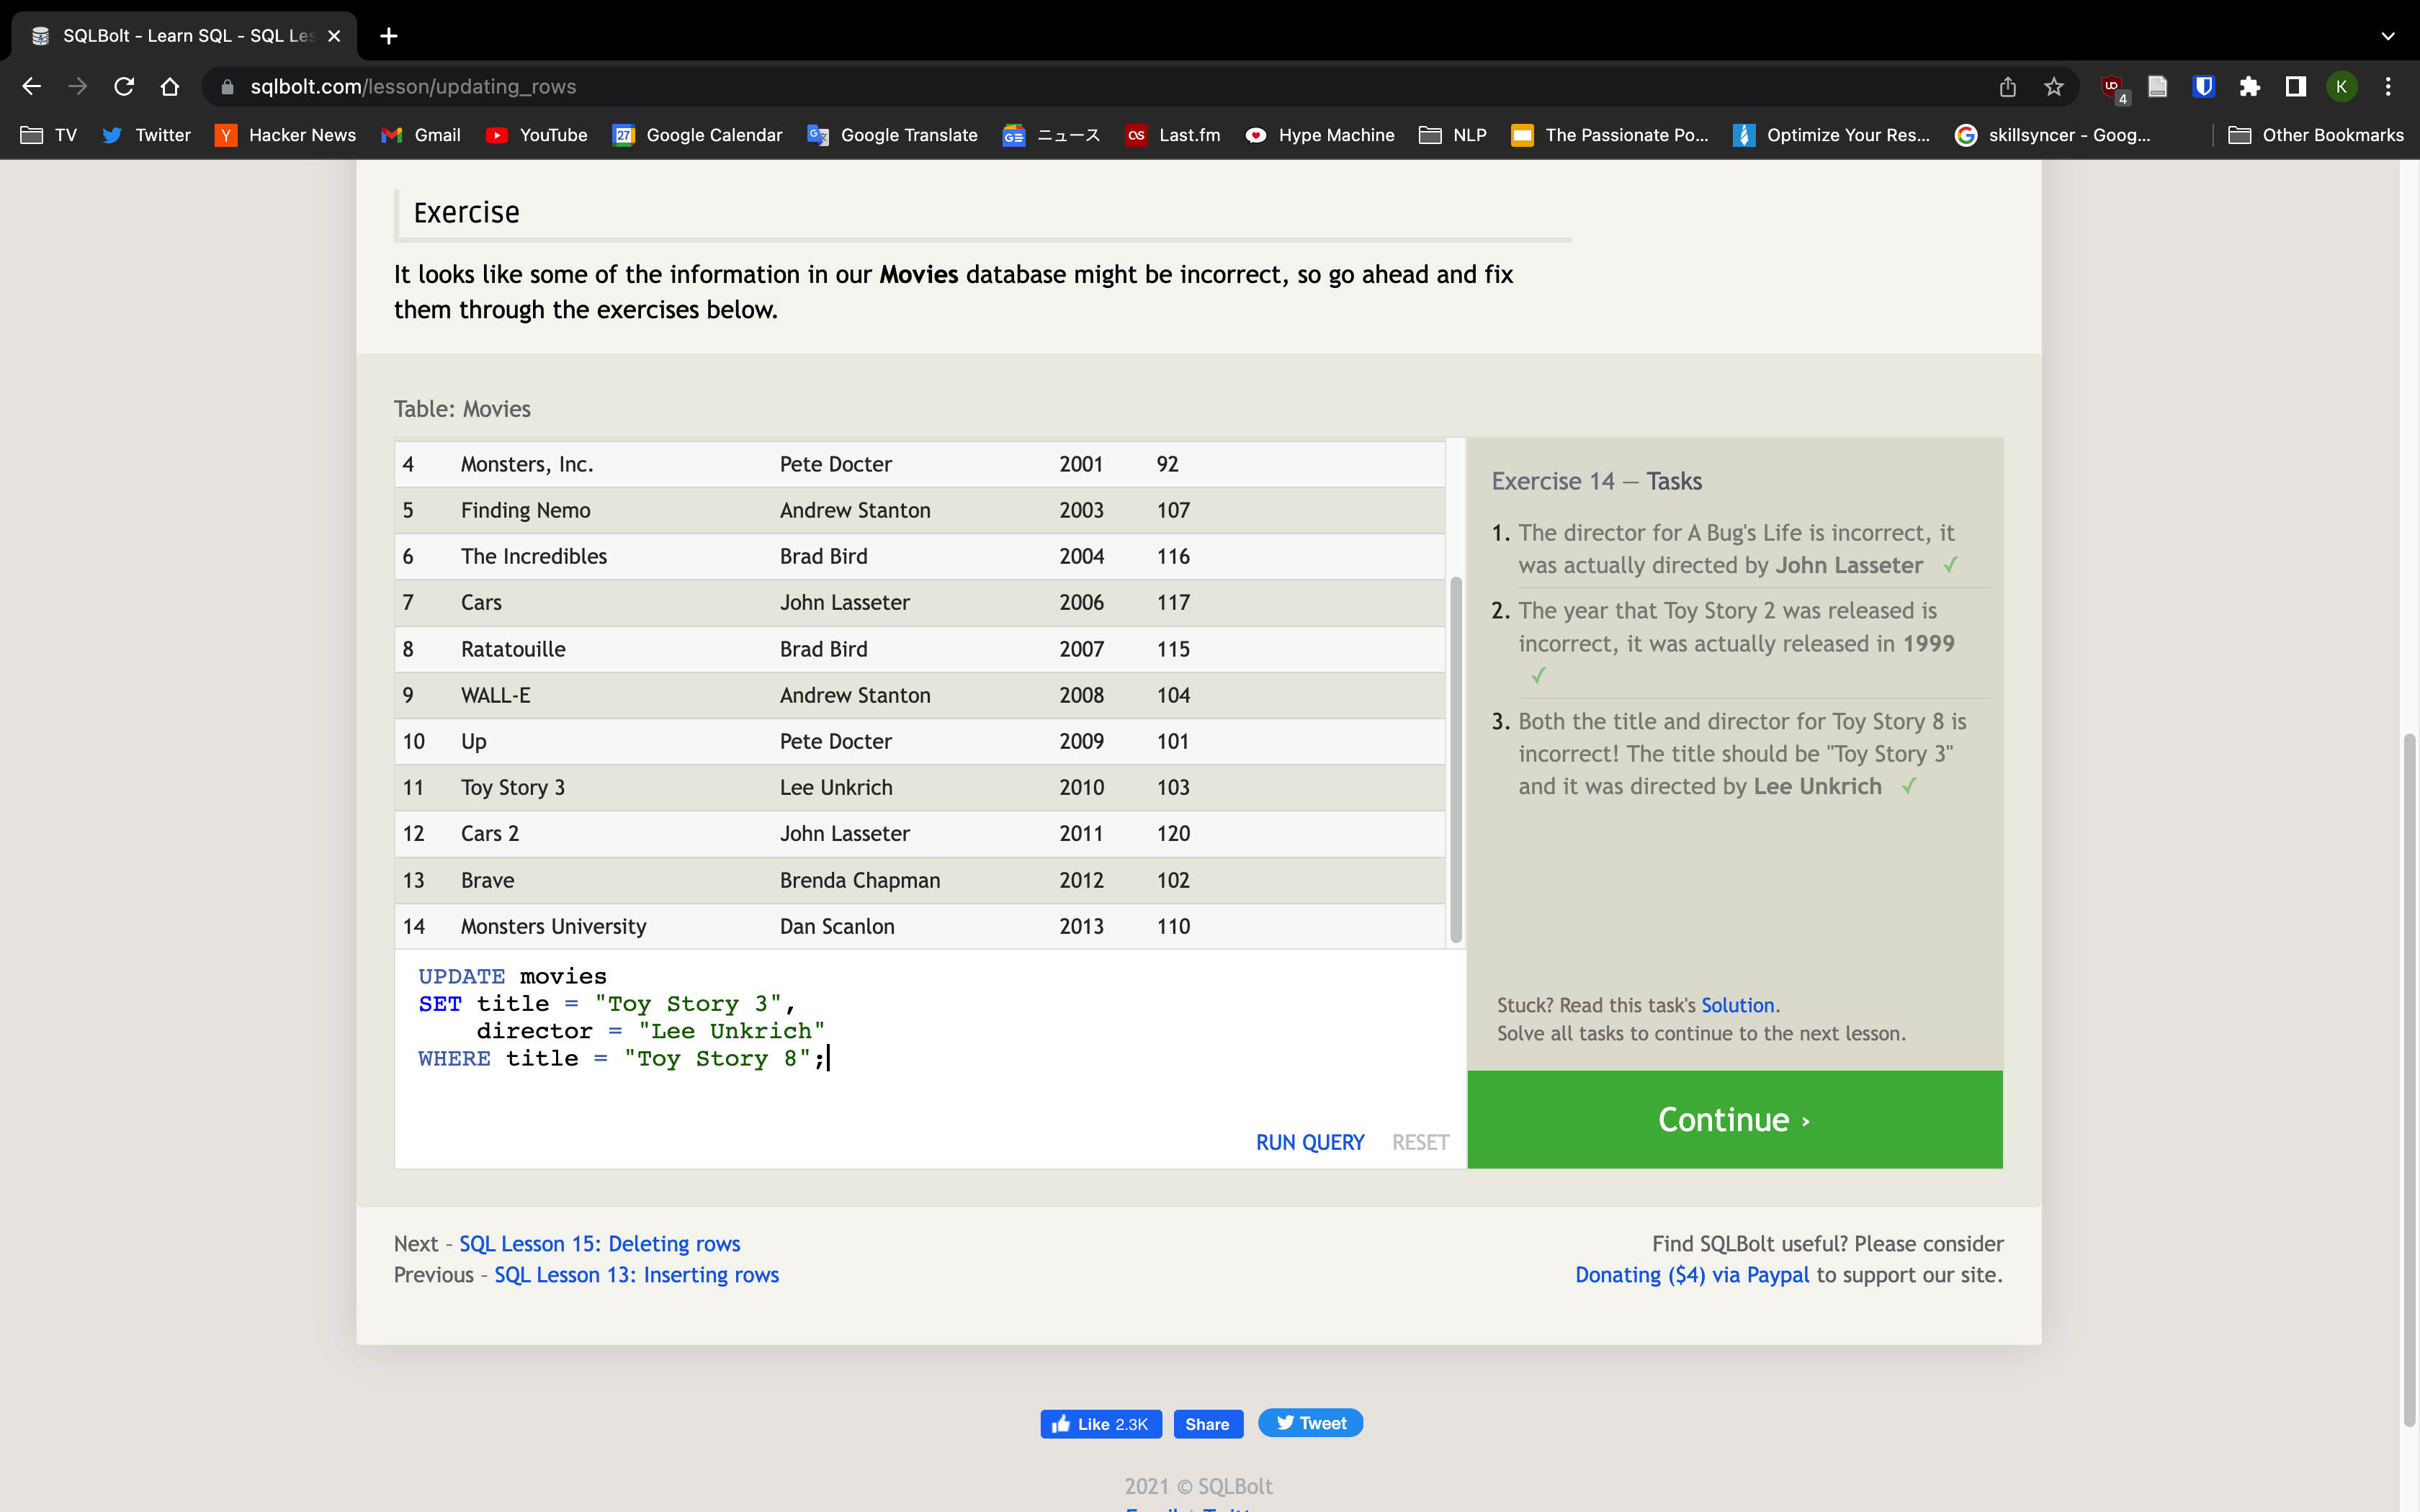 SQLBolt - Learn SQL - SQL Les
sqlbolt.com/lesson/updating_rows
4
K
TV
Twitter
Hacker News
Gmail
YouTube
27 Google Calendar
Google Translate
ニュース
Last.fm
Hype Machine
NLP
The Passionate Po...
Optimize Your Res...
skillsyncer - Goog...
Other Bookmarks
Exercise
It looks like some of the information in our Movies database might be incorrect, so go ahead and fix
them through the exercises below.
Table: Movies
4 Monsters, Inc. Pete Docter 2001 92
5 Finding Nemo Andrew Stanton 2003 107
6 The Incredibles Brad Bird 2004 116
7 Cars John Lasseter 2006 117
8 Ratatouille Brad Bird 2007 115
9 WALL-E Andrew Stanton 2008 104
10 Up Pete Docter 2009 101
11 Toy Story 3 Lee Unkrich 2010 103
12 Cars 2 John Lasseter 2011 120
13 Brave Brenda Chapman 2012 102
14 Monsters University Dan Scanlon 2013 110
UPDATE movies
SET title = "Toy Story 3",
director = "Lee Unkrich"
WHERE title = "Toy Story 8";
RUN QUERY RESET
Exercise 14 — Tasks
1. The director for A Bug's Life is incorrect, it
was actually directed by John Lasseter ✓
2. The year that Toy Story 2 was released is
incorrect, it was actually released in 1999
✓
3. Both the title and director for Toy Story 8 is
incorrect! The title should be "Toy Story 3"
and it was directed by Lee Unkrich ✓
Stuck? Read this task's Solution.
Solve all tasks to continue to the next lesson.
Continue ›
Next – SQL Lesson 15: Deleting rows
Previous – SQL Lesson 13: Inserting rows
Find SQLBolt useful? Please consider
Donating ($4) via Paypal to support our site.
Like 2.3K
Share
Tweet
2021 © SQLBolt